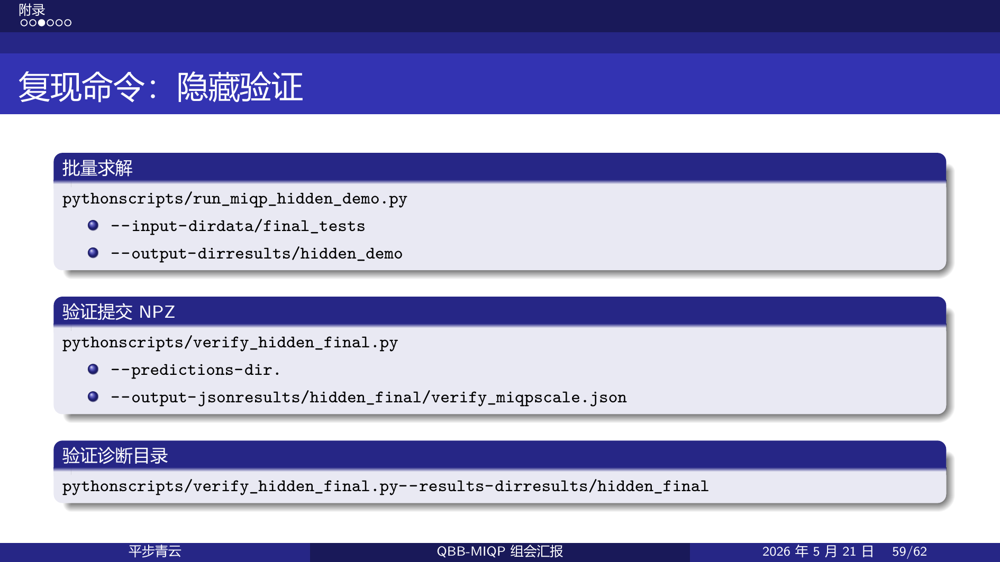 附录
复现命令：隐藏验证
批量求解
pythonscripts/run_miqp_hidden_demo.py
--input-dirdata/final_tests
--output-dirresults/hidden_demo
验证提交 NPZ
pythonscripts/verify_hidden_final.py
--predictions-dir.
--output-jsonresults/hidden_final/verify_miqpscale.json
验证诊断目录
pythonscripts/verify_hidden_final.py--results-dirresults/hidden_final
平步青云 QBB-MIQP 组会汇报 2026 年 5 月 21 日 59/62